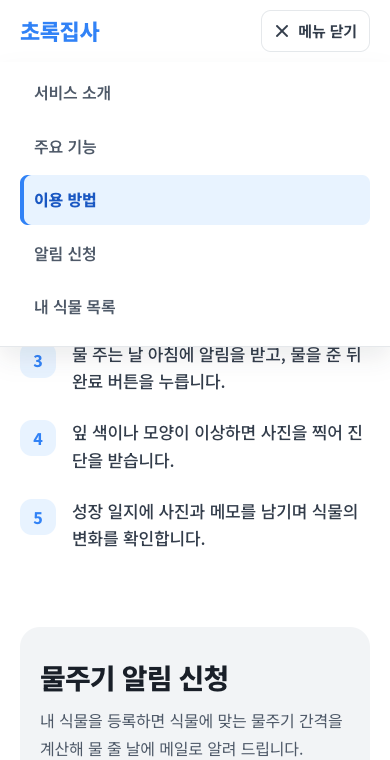 초록집사
메뉴 닫기
서비스 소개
주요 기능
이용 방법
알림 신청
내 식물 목록
3
물 주는 날 아침에 알림을 받고, 물을 준 뒤
완료 버튼을 누릅니다.
4
잎 색이나 모양이 이상하면 사진을 찍어 진
단을 받습니다.
5
성장 일지에 사진과 메모를 남기며 식물의
변화를 확인합니다.
물주기 알림 신청
내 식물을 등록하면 식물에 맞는 물주기 간격을
계산해 물 줄 날에 메일로 알려 드립니다.